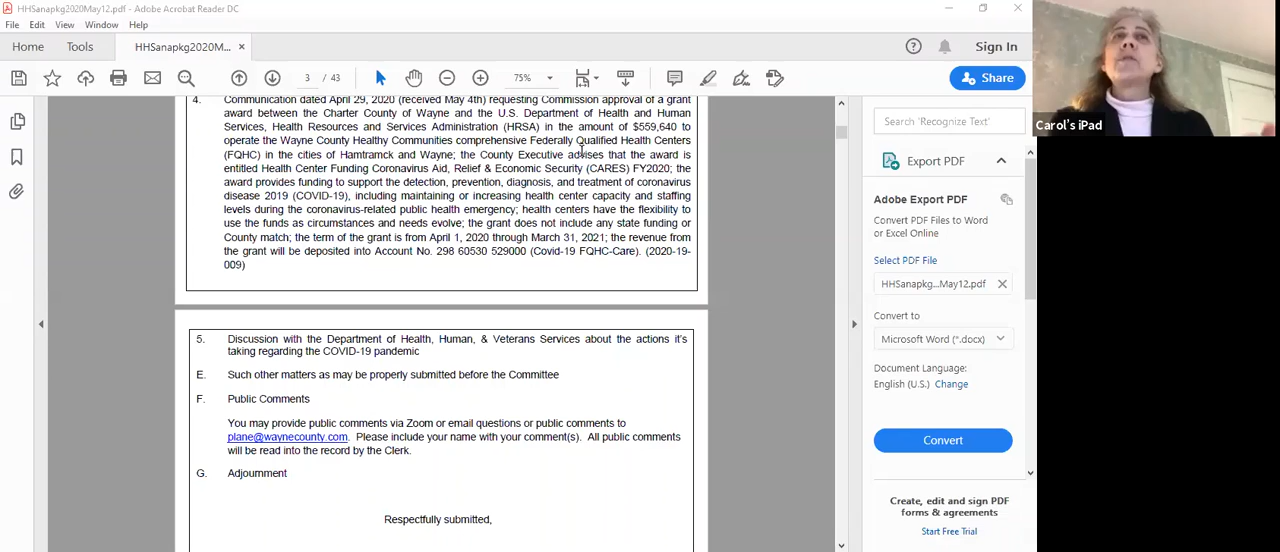 HHSanapkg2020May12.pdf - Adobe Acrobat Reader DC
File Edit View Window Help
Home Tools HHSanapkg2020M... × Sign In
3 / 43 75% Share
4. Communication dated April 29, 2020 (received May 4th) requesting Commission approval of a grant
award between the Charter County of Wayne and the U.S. Department of Health and Human
Services, Health Resources and Services Administration (HRSA) in the amount of $559,640 to
operate the Wayne County Healthy Communities comprehensive Federally Qualified Health Centers
(FQHC) in the cities of Hamtramck and Wayne; the County Executive advises that the award is
entitled Health Center Funding Coronavirus Aid, Relief & Economic Security (CARES) FY2020; the
award provides funding to support the detection, prevention, diagnosis, and treatment of coronavirus
disease 2019 (COVID-19), including maintaining or increasing health center capacity and staffing
levels during the coronavirus-related public health emergency; health centers have the flexibility to
use the funds as circumstances and needs evolve; the grant does not include any state funding or
County match; the term of the grant is from April 1, 2020 through March 31, 2021; the revenue from
the grant will be deposited into Account No. 298 60530 529000 (Covid-19 FQHC-Care). (2020-19-
009)
5. Discussion with the Department of Health, Human, & Veterans Services about the actions it's
taking regarding the COVID-19 pandemic
E. Such other matters as may be properly submitted before the Committee
F. Public Comments
You may provide public comments via Zoom or email questions or public comments to
plane@waynecounty.com. Please include your name with your comment(s). All public comments
will be read into the record by the Clerk.
G. Adjournment
Respectfully submitted,
Search 'Recognize Text'
Export PDF
Adobe Export PDF
Convert PDF Files to Word
or Excel Online
Select PDF File
HHSanapkg...May12.pdf
Convert to
Microsoft Word (*.docx)
Document Language:
English (U.S.) Change
Convert
Create, edit and sign PDF
forms & agreements
Start Free Trial
Carol's iPad